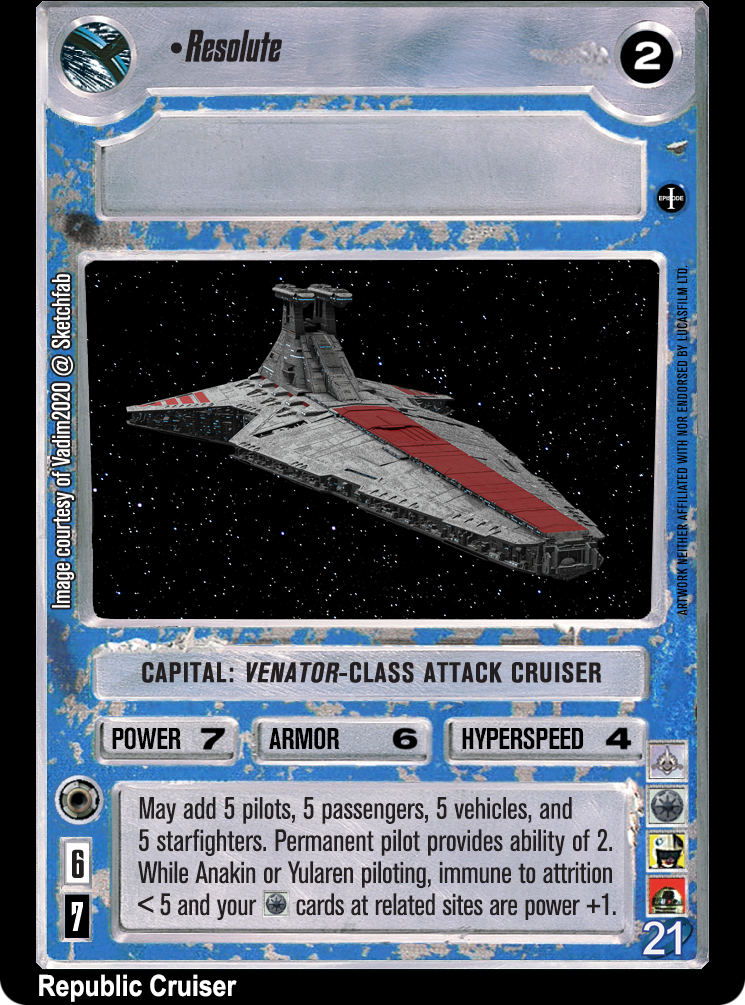 •Resolute
2
EPISODE
I
Image courtesy of Vadim2020 @ Sketchfab
ARTWORK NEITHER AFFILIATED WITH NOR ENDORSED BY LUCASFILM LTD.
CAPITAL: VENATOR-CLASS ATTACK CRUISER
POWER 7
ARMOR 6
HYPERSPEED 4
May add 5 pilots, 5 passengers, 5 vehicles, and
5 starfighters. Permanent pilot provides ability of 2.
While Anakin or Yularen piloting, immune to attrition
< 5 and your cards at related sites are power +1.
6
7
21
Republic Cruiser